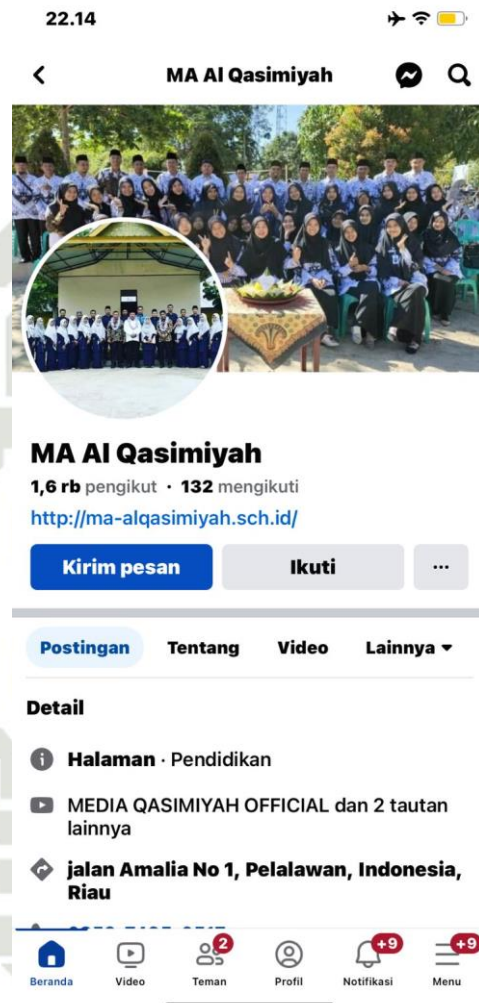 22.14
MA Al Qasimiyah
MA Al Qasimiyah
1,6 rb pengikut · 132 mengikuti
http://ma-alqasimiyah.sch.id/
Kirim pesan
Ikuti
...
Postingan
Tentang
Video
Lainnya
Detail
Halaman · Pendidikan
MEDIA QASIMIYAH OFFICIAL dan 2 tautan
lainnya
jalan Amalia No 1, Pelalawan, Indonesia,
Riau
2
+9
+9
Beranda
Video
Teman
Profil
Notifikasi
Menu